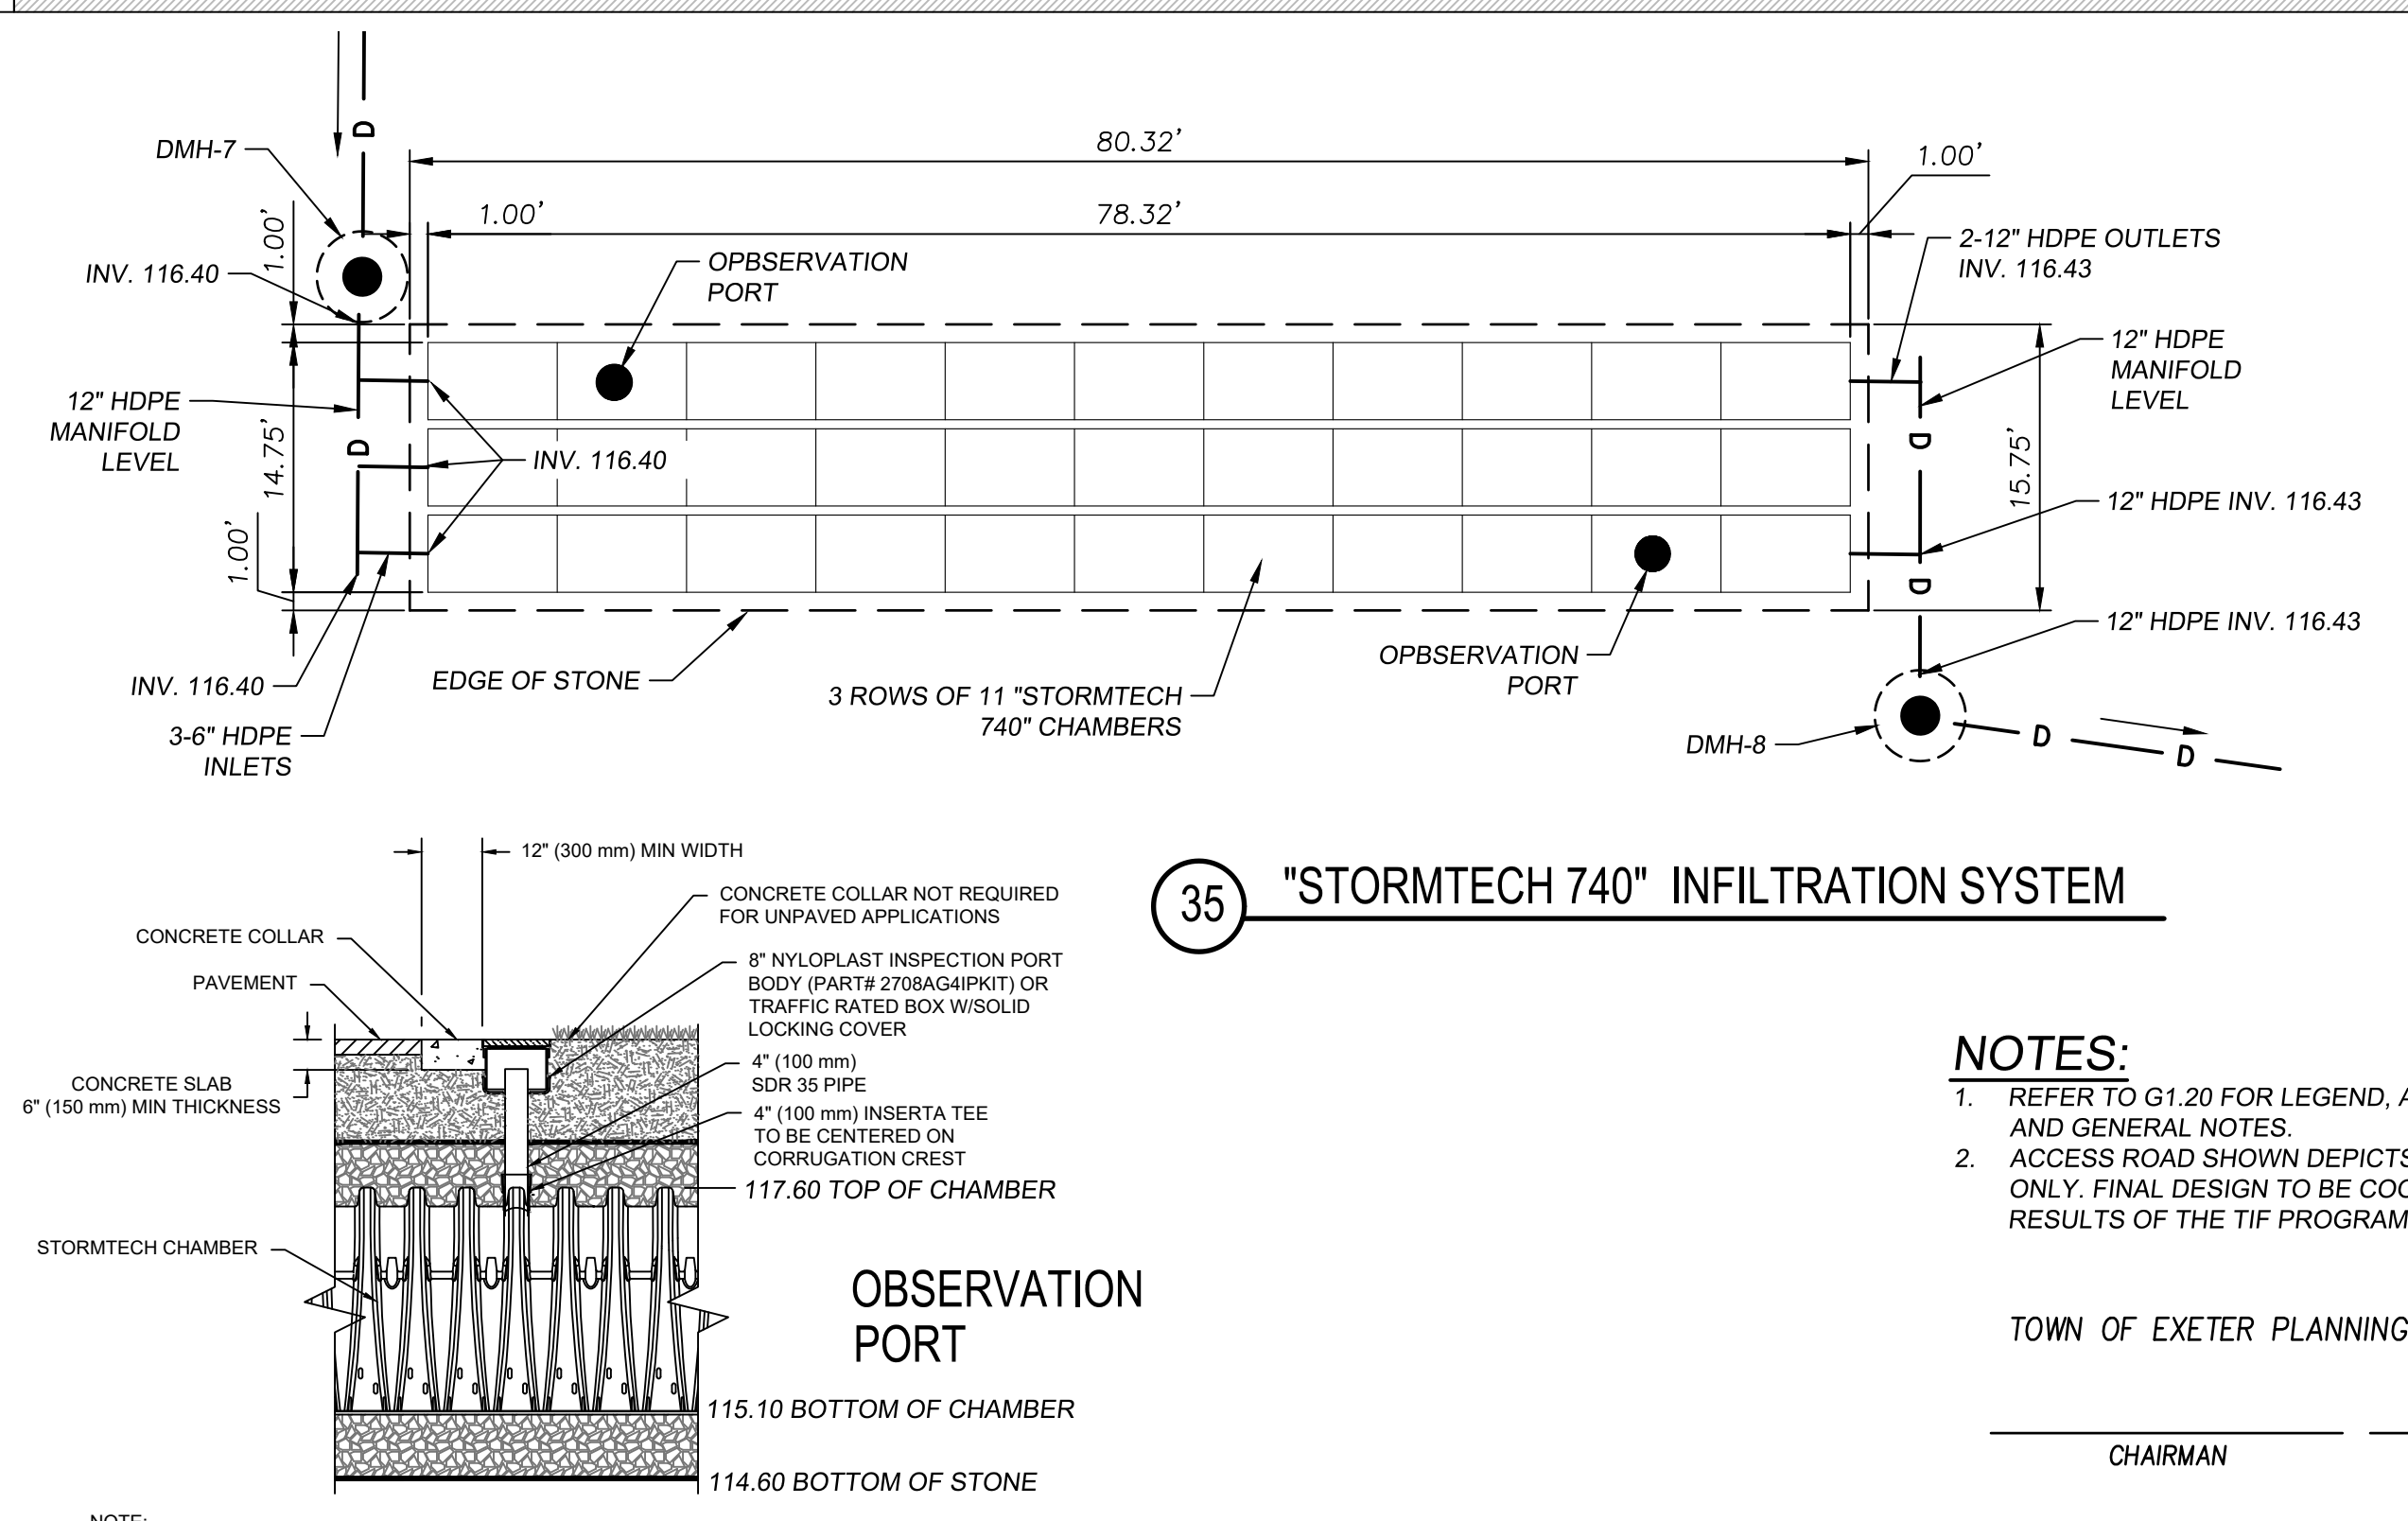 D
DMH-7
80.32'
1.00'
1.00'
78.32'
1.00'
2-12" HDPE OUTLETS
INV. 116.43
INV. 116.40
OPBSERVATION
PORT
12" HDPE
MANIFOLD
LEVEL
12" HDPE
MANIFOLD
LEVEL
D
14.75'
INV. 116.40
D
15.75'
12" HDPE INV. 116.43
1.00'
D
12" HDPE INV. 116.43
INV. 116.40
EDGE OF STONE
3 ROWS OF 11 "STORMTECH
740" CHAMBERS
OPBSERVATION
PORT
3-6" HDPE
INLETS
DMH-8
D
D
35
"STORMTECH 740" INFILTRATION SYSTEM
12" (300 mm) MIN WIDTH
CONCRETE COLLAR NOT REQUIRED
FOR UNPAVED APPLICATIONS
CONCRETE COLLAR
PAVEMENT
8" NYLOPLAST INSPECTION PORT
BODY (PART# 2708AG4IPKIT) OR
TRAFFIC RATED BOX W/SOLID
LOCKING COVER
CONCRETE SLAB
6" (150 mm) MIN THICKNESS
4" (100 mm)
SDR 35 PIPE
4" (100 mm) INSERTA TEE
TO BE CENTERED ON
CORRUGATION CREST
117.60 TOP OF CHAMBER
STORMTECH CHAMBER
OBSERVATION
PORT
115.10 BOTTOM OF CHAMBER
114.60 BOTTOM OF STONE
NOTE:
NOTES:
1. REFER TO G1.20 FOR LEGEND,
AND GENERAL NOTES.
2. ACCESS ROAD SHOWN DEPICTS
ONLY. FINAL DESIGN TO BE
RESULTS OF THE TIF PROGRAM
TOWN OF EXETER PLANNING
CHAIRMAN